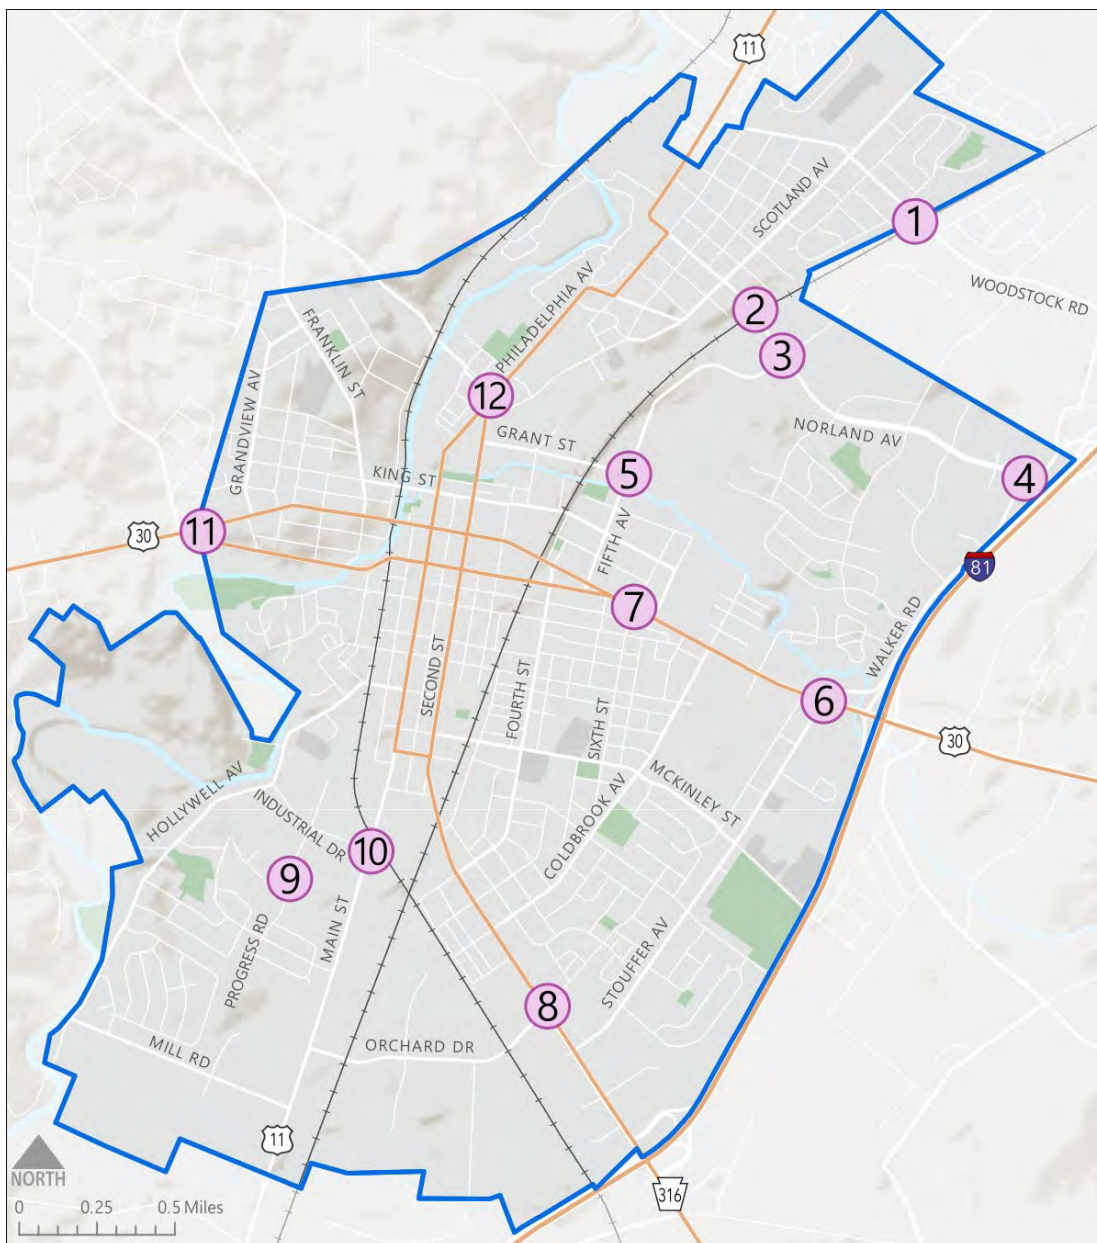 11
SCOTLAND AV
1
WOODSTOCK RD
2
3
PHILADELPHIA AV
FRANKLIN ST
12
GRANDVIEW AV
GRANT ST
NORLAND AV
KING ST
5
4
11
30
FIFTH AV
81
7
WALKER RD
SECOND ST
FOURTH ST
6
SIXTH ST
30
MCKINLEY ST
HOLLYWELL AV
INDUSTRIAL DR
COLDBROOK AV
10
9
MAIN ST
PROGRESS RD
STOUFFER AV
8
ORCHARD DR
MILL RD
11
NORTH
316
0 0.25 0.5 Miles